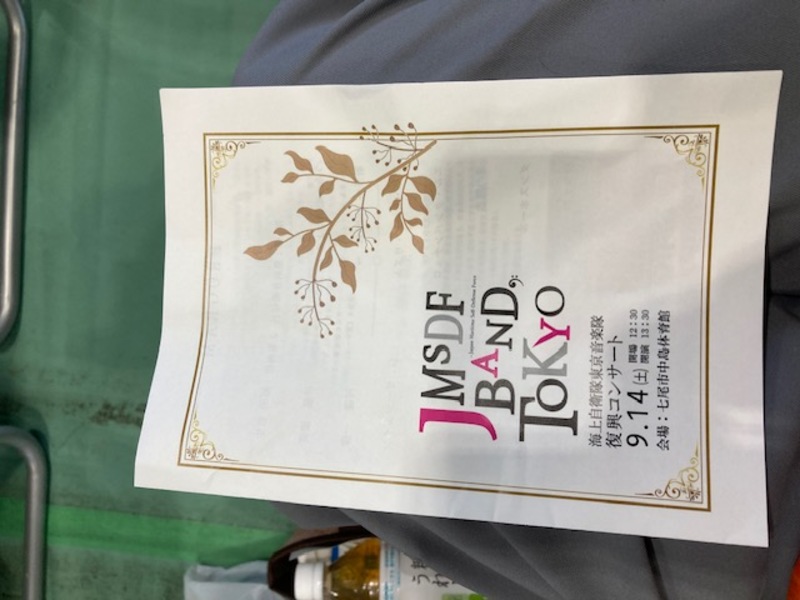 JMSDF
Japan Maritime Self-Defense Force
BAND
TOKYO
海上自衛隊東京音楽隊
復興コンサート
9.14(土) 開場 12:30
開演 13:30
会場:七尾市中島体育館